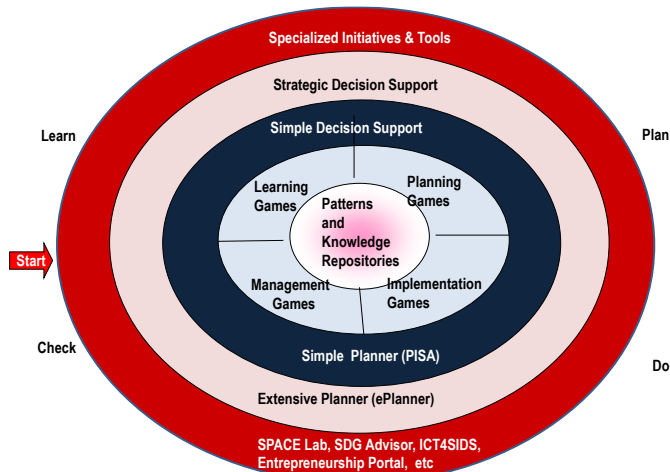 Specialized Initiatives & Tools
Strategic Decision Support
Simple Decision Support
Learn
Plan
Learning
Games
Planning
Games
Patterns
and
Knowledge
Repositories
Start
Management
Games
Implementation
Games
Check
Simple Planner (PISA)
Do
Extensive Planner (ePlanner)
SPACE Lab, SDG Advisor, ICT4SIDS,
Entrepreneurship Portal, etc